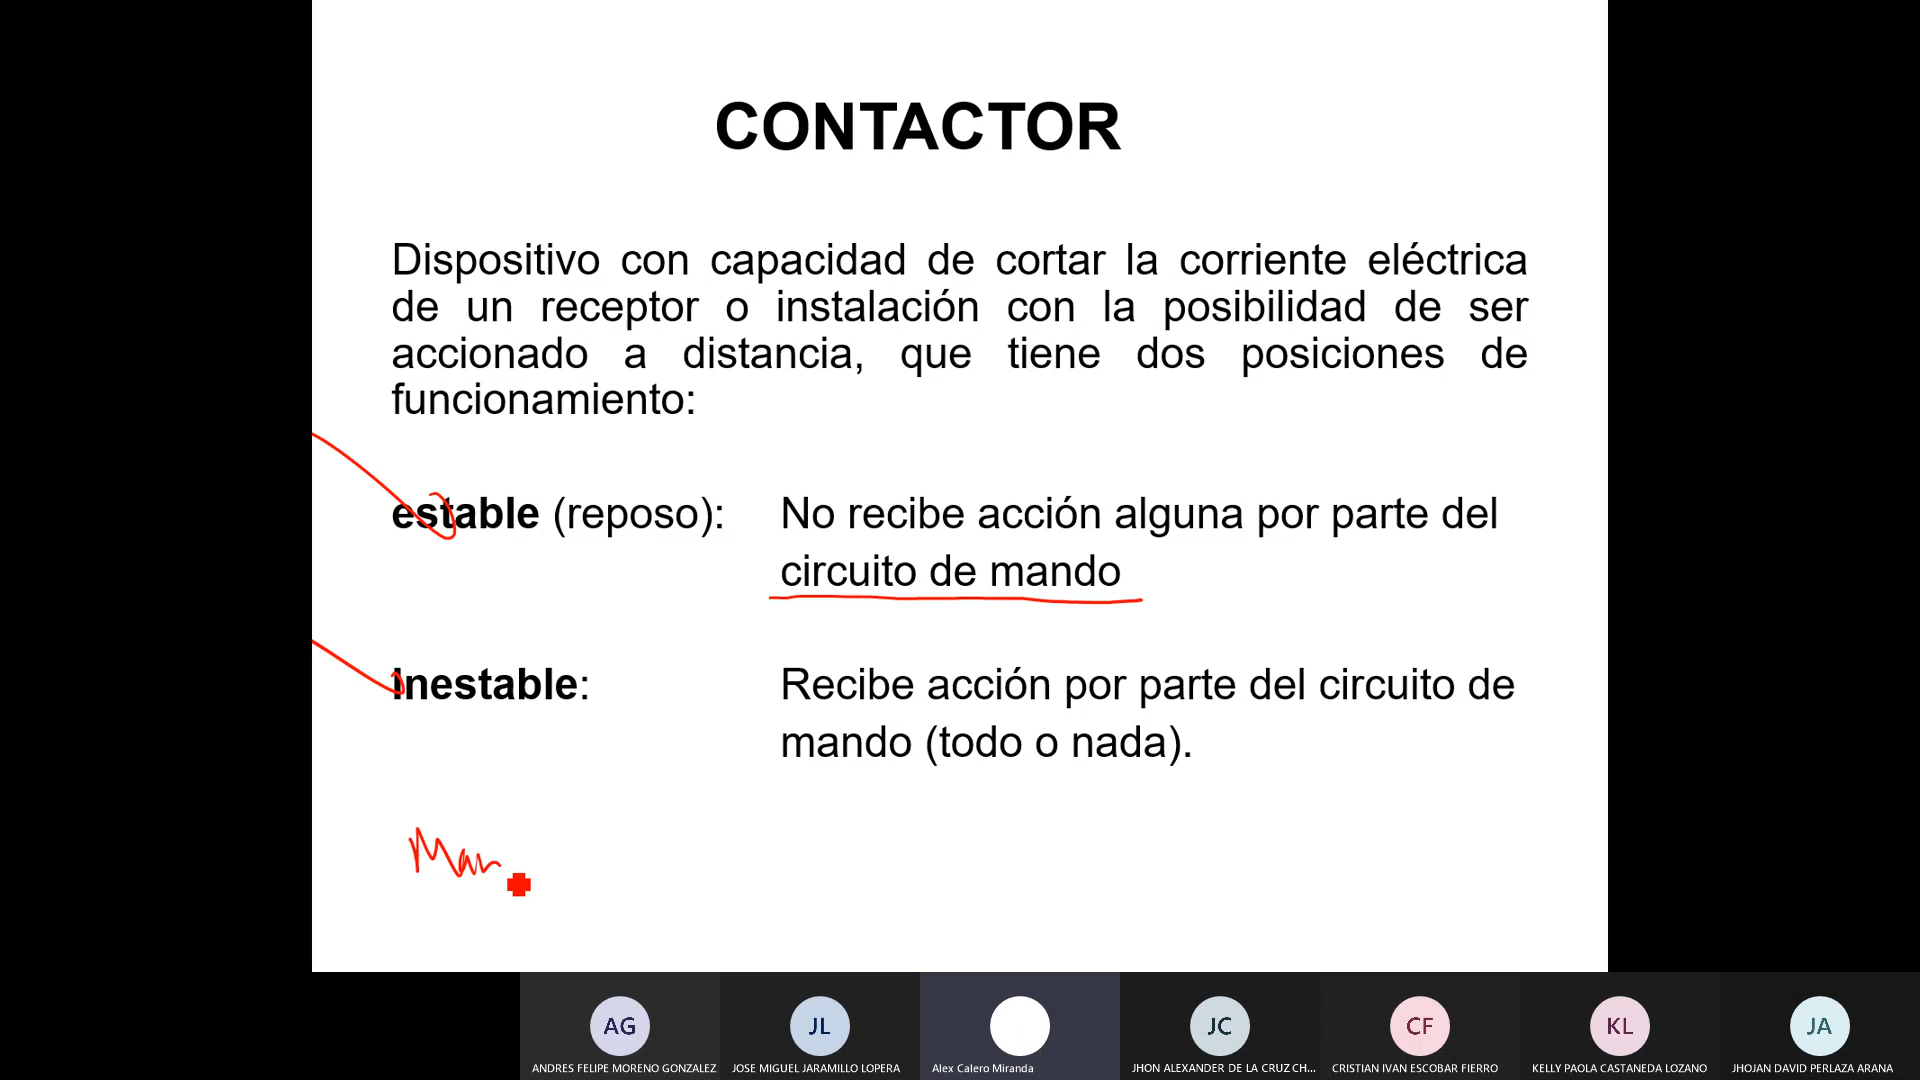 CONTACTOR
Dispositivo con capacidad de cortar la corriente eléctrica
de un receptor o instalación con la posibilidad de ser
accionado a distancia, que tiene dos posiciones de
funcionamiento:
estable (reposo): No recibe acción alguna por parte del
circuito de mando
Inestable: Recibe acción por parte del circuito de
mando (todo o nada).
Man
AG JL JC CF KL JA
ANDRES FELIPE MORENO GONZALEZ JOSE MIGUEL JARAMILLO LOPERA Alex Calero Miranda JHON ALEXANDER DE LA CRUZ CH... CRISTIAN IVAN ESCOBAR FIERRO KELLY PAOLA CASTANEDA LOZANO JHOJAN DAVID PERLAZA ARANA